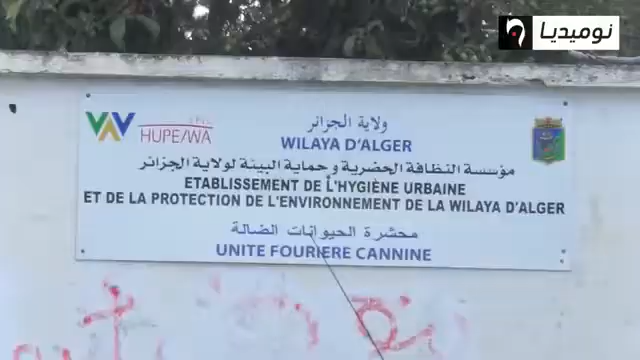 نوميديا
ولاية الجزائر
WILAYA D'ALGER
HUPE/WA
مؤسسة النظافة الحضرية و حماية البيئة لولاية الجزائر
ETABLISSEMENT DE L'HYGIÈNE URBAINE
ET DE LA PROTECTION DE L'ENVIRONNEMENT DE LA WILAYA D'ALGER
محشرة الحيوانات الضالة
UNITE FOURIERE CANNINE